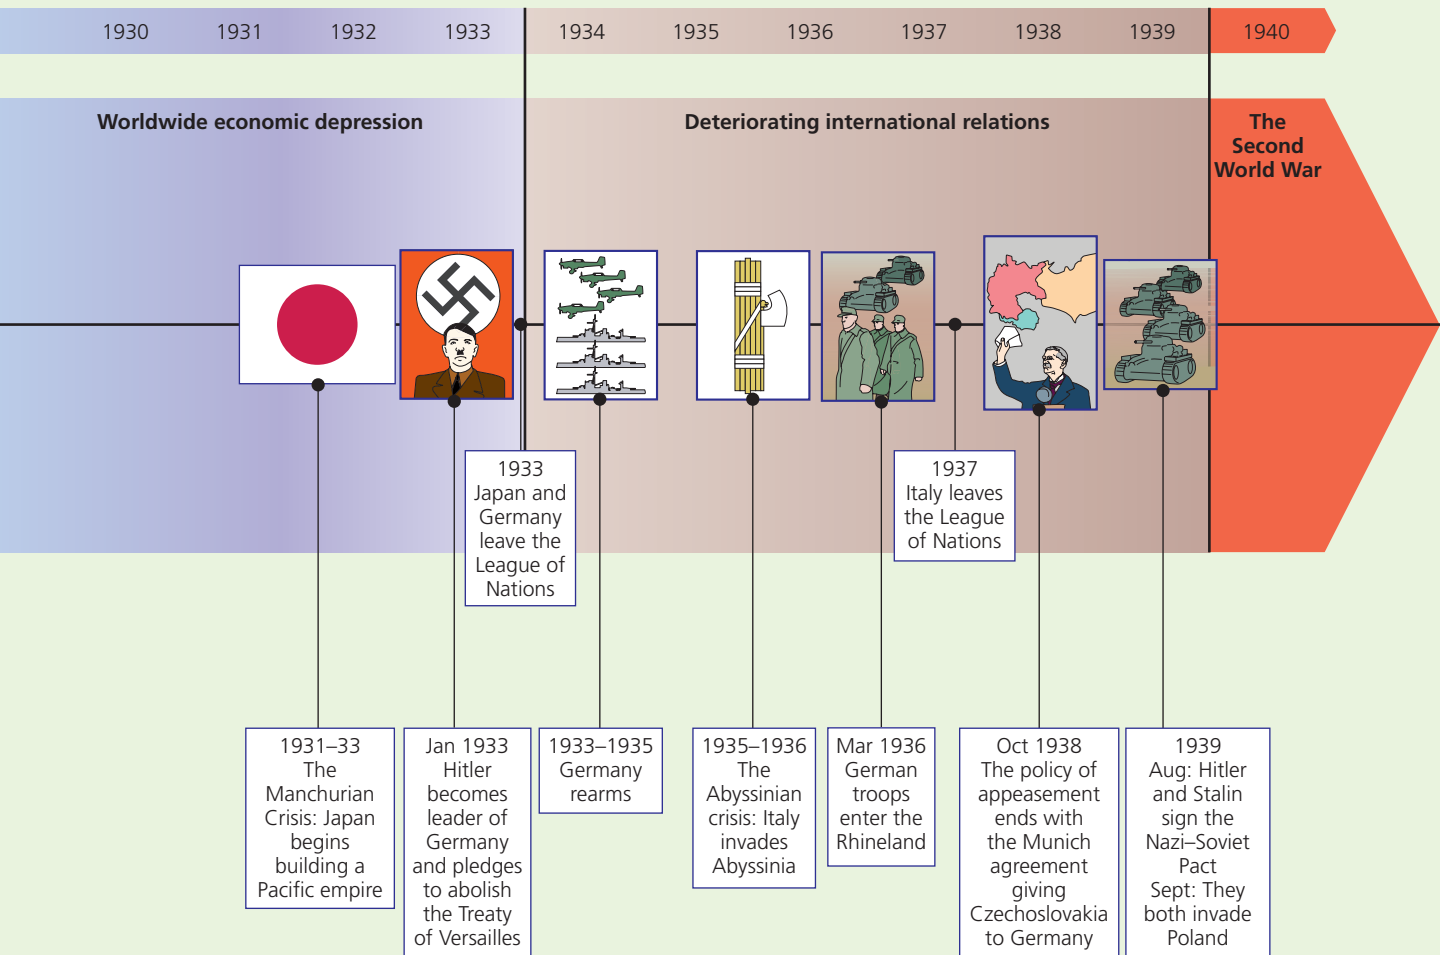 1930 1931 1932 1933 1934 1935 1936 1937 1938 1939 1940
Worldwide economic depression
Deteriorating international relations
The
Second
World War
1933
Japan and
Germany
leave the
League of
Nations
1937
Italy leaves
the League
of Nations
1931–33
The
Manchurian
Crisis: Japan
begins
building a
Pacific empire
Jan 1933
Hitler
becomes
leader of
Germany
and pledges
to abolish
the Treaty
of Versailles
1933–1935
Germany
rearms
1935–1936
The
Abyssinian
crisis: Italy
invades
Abyssinia
Mar 1936
German
troops
enter the
Rhineland
Oct 1938
The policy of
appeasement
ends with
the Munich
agreement
giving
Czechoslovakia
to Germany
1939
Aug: Hitler
and Stalin
sign the
Nazi–Soviet
Pact
Sept: They
both invade
Poland